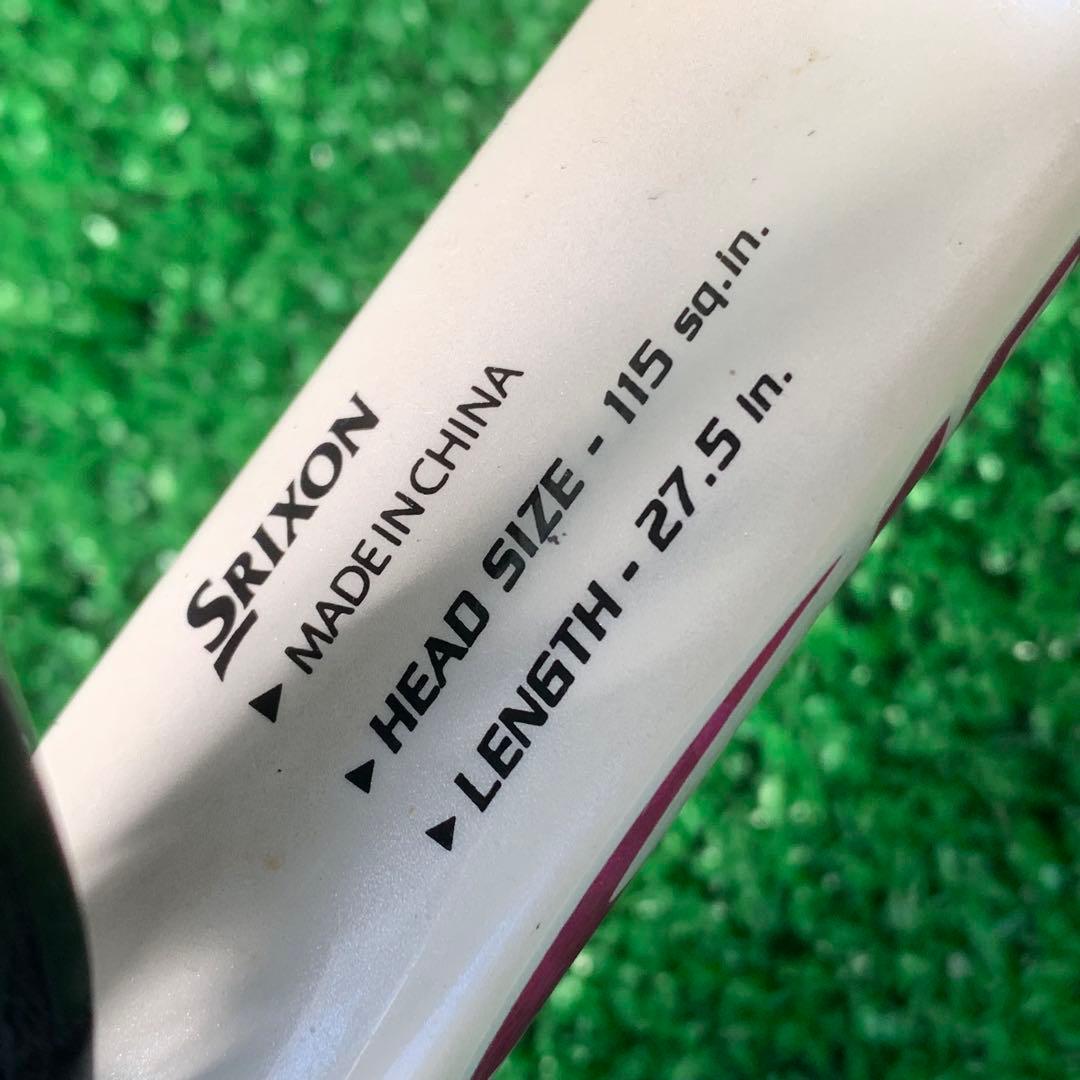 SRIXON
▶ MADE IN CHINA
▶ HEAD SIZE - 115 sq.in.
▶ LENGTH - 27.5 In.